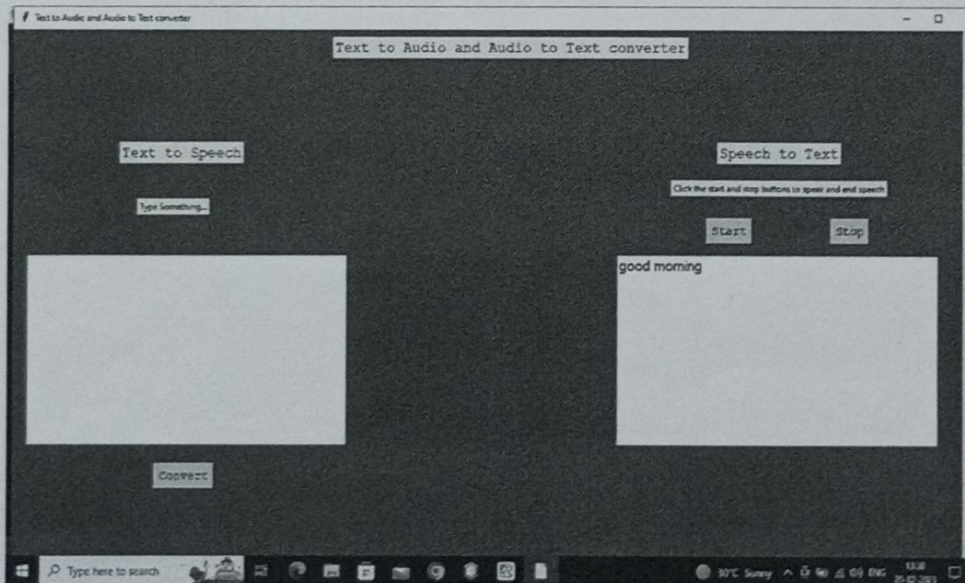 Text to Audio and Audio to Text converter
Text to Audio and Audio to Text converter
Text to Speech
Type Something...
Convert
Speech to Text
Click the start and stop buttons to speak and end speech
Start
Stop
good morning
Type here to search
30°C Sunny
ENG
13:30